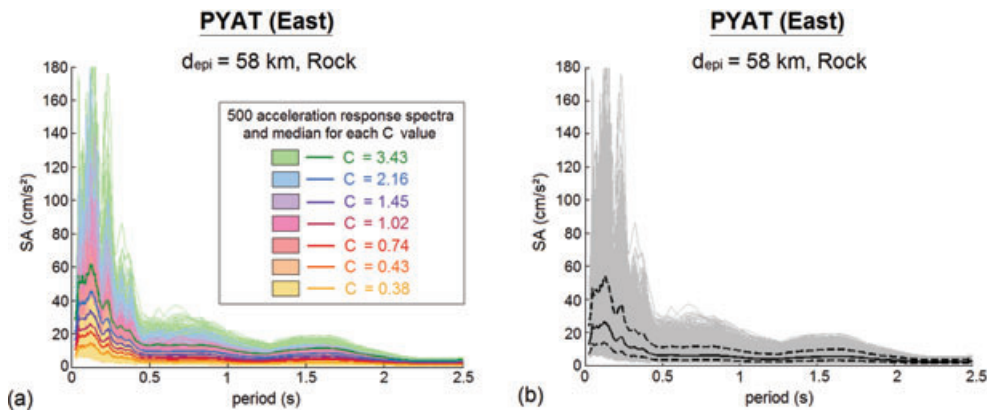 PYAT (East)
d_epi = 58 km, Rock
SA (cm/s²)
180
160
140
120
100
80
60
40
20
0
500 acceleration response spectra
and median for each C value
C = 3.43
C = 2.16
C = 1.45
C = 1.02
C = 0.74
C = 0.43
C = 0.38
0 0.5 1 1.5 2 2.5
period (s)
(a)
PYAT (East)
d_epi = 58 km, Rock
SA (cm/s²)
180
160
140
120
100
80
60
40
20
0
0 0.5 1 1.5 2 2.5
period (s)
(b)